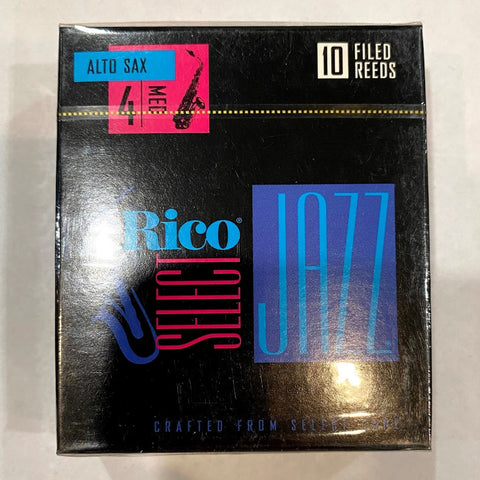 ALTO SAX
4 MED
10 FILED
REEDS
Rico®
SELECT
JAZZ
CRAFTED FROM SELECT